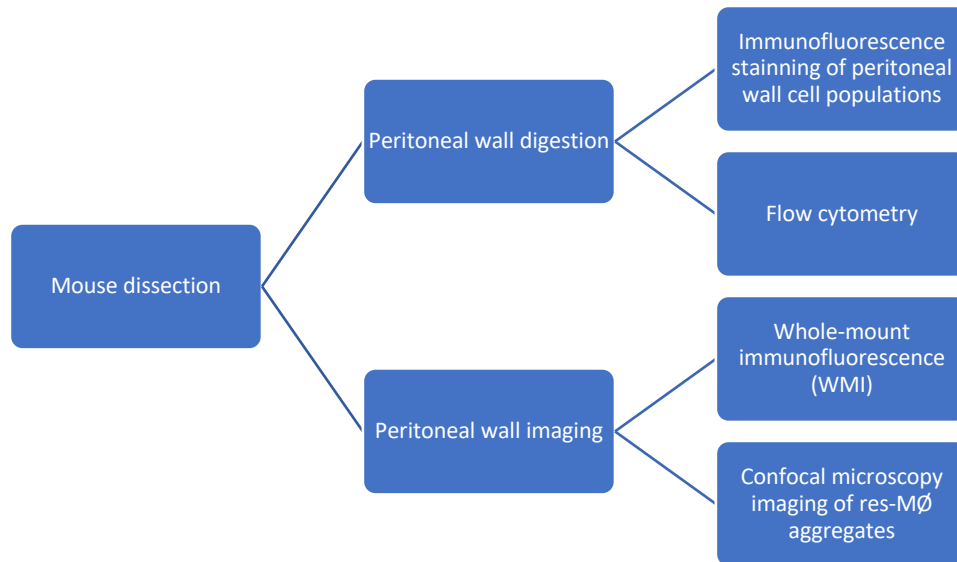 Mouse dissection
Peritoneal wall digestion
Immunofluorescence
stainning of peritoneal
wall cell populations
Flow cytometry
Peritoneal wall imaging
Whole-mount
immunofluorescence
(WMI)
Confocal microscopy
imaging of res-MØ
aggregates